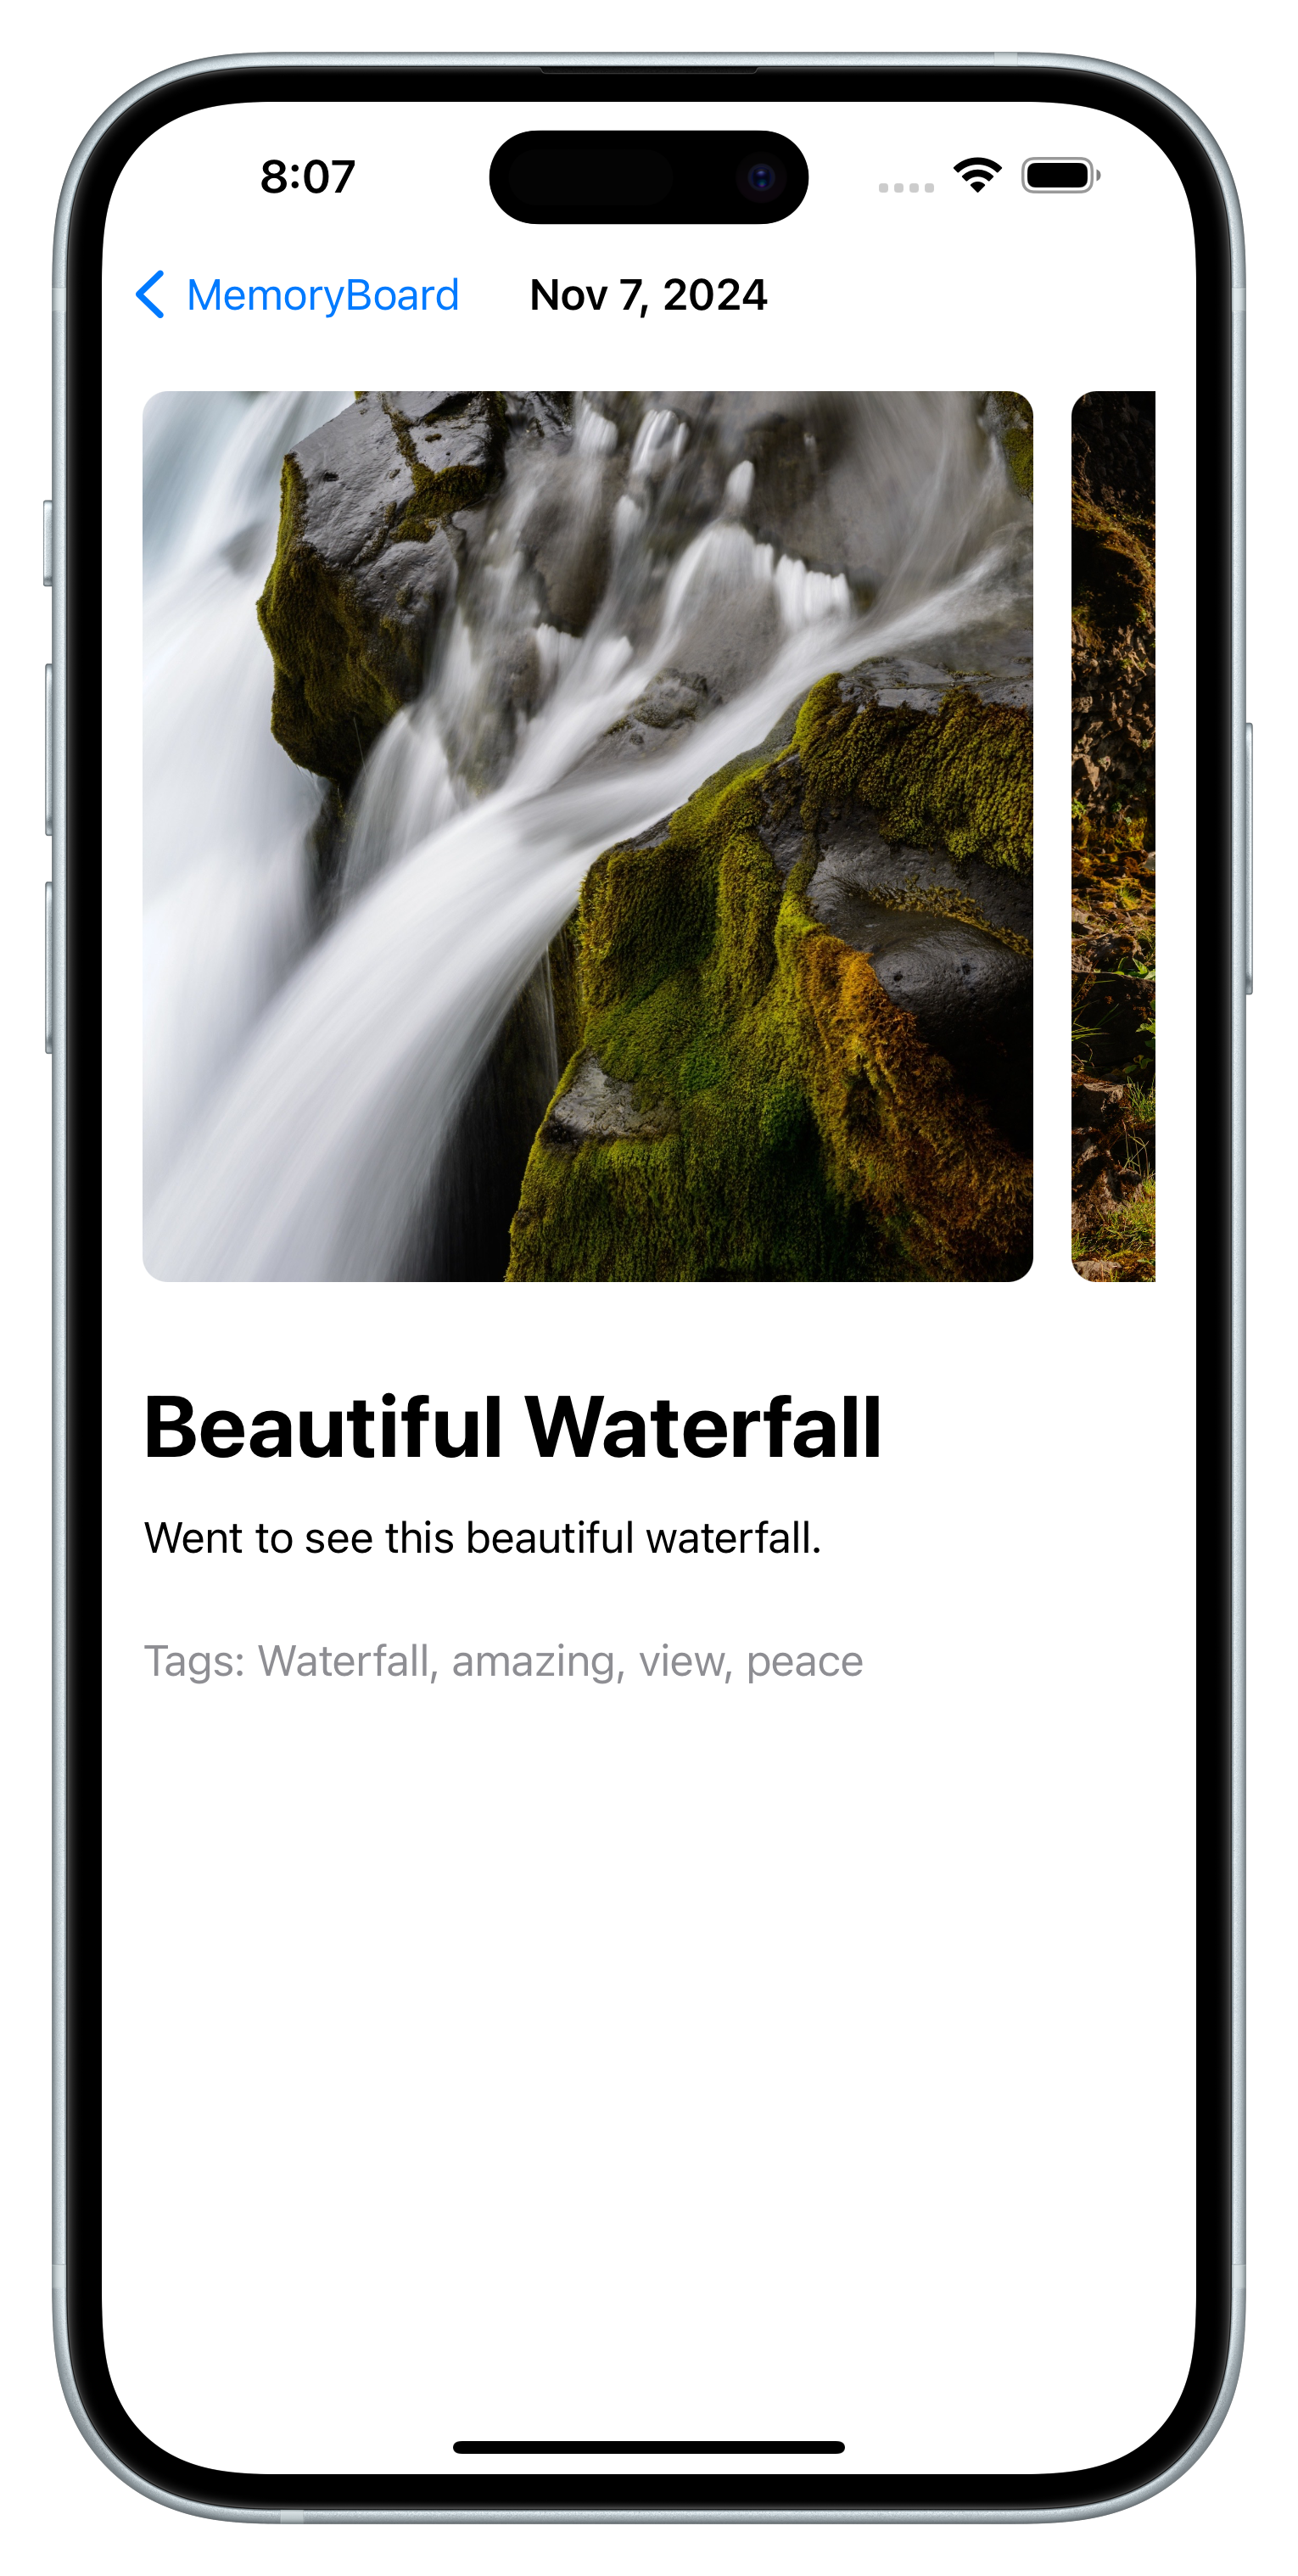 8:07
MemoryBoard
Nov 7, 2024
Beautiful Waterfall
Went to see this beautiful waterfall.
Tags: Waterfall, amazing, view, peace